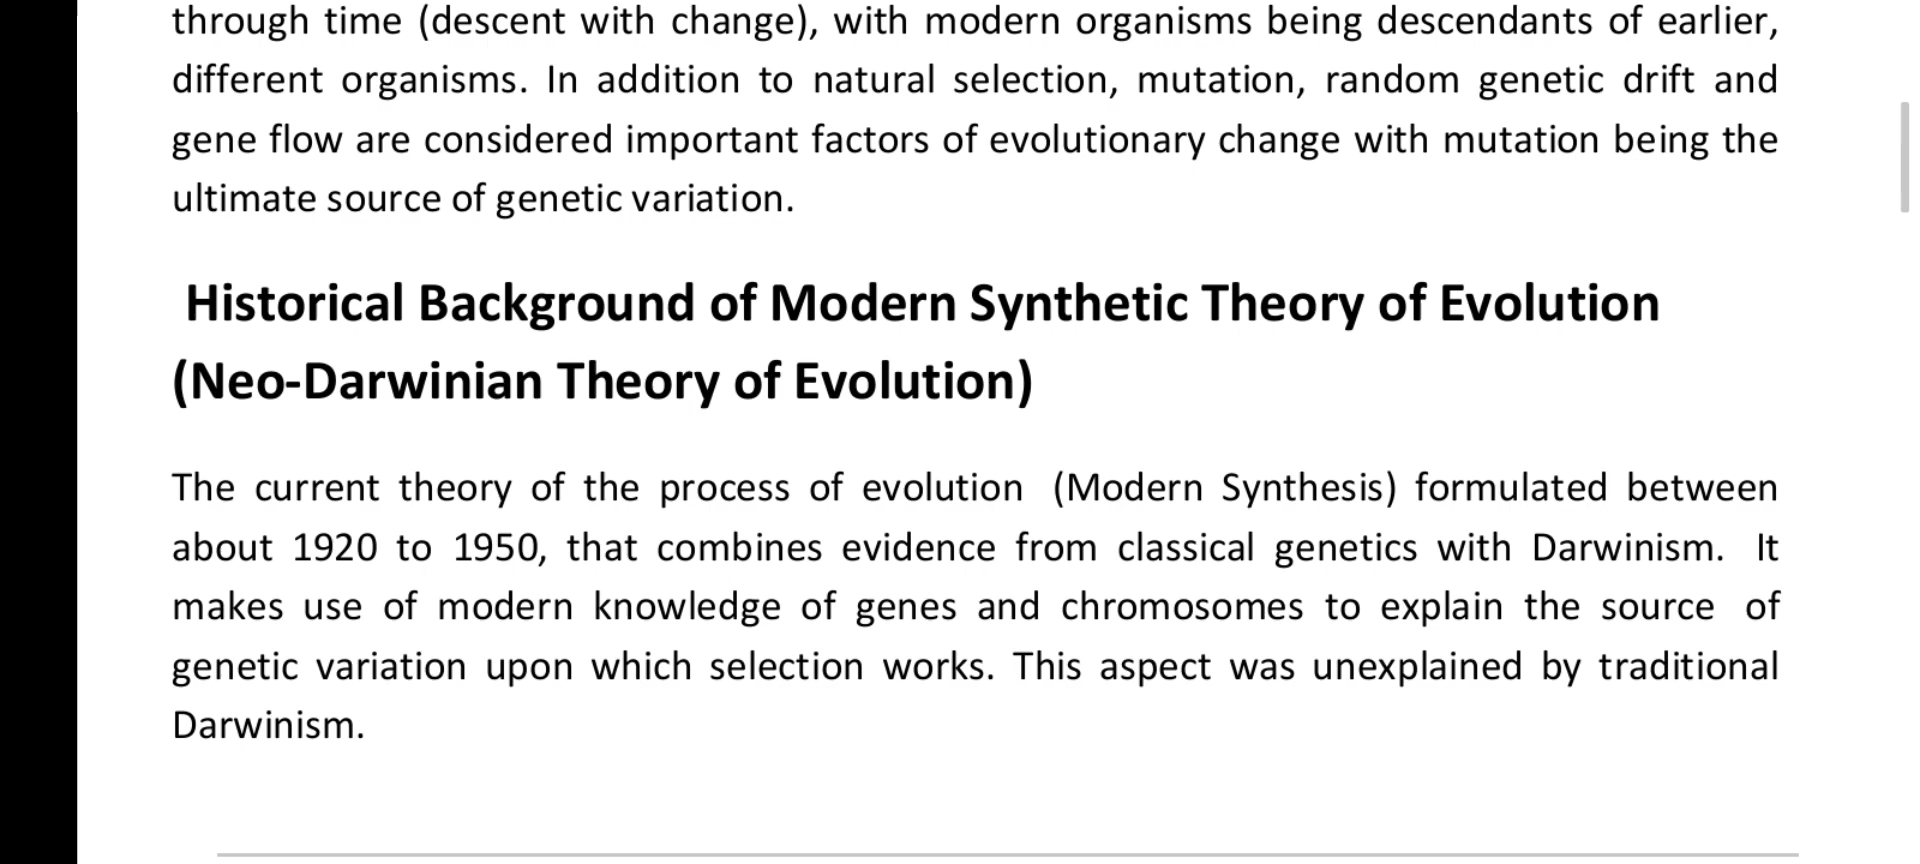 through time (descent with change), with modern organisms being descendants of earlier,
different organisms. In addition to natural selection, mutation, random genetic drift and
gene flow are considered important factors of evolutionary change with mutation being the
ultimate source of genetic variation.
Historical Background of Modern Synthetic Theory of Evolution
(Neo-Darwinian Theory of Evolution)
The current theory of the process of evolution (Modern Synthesis) formulated between
about 1920 to 1950, that combines evidence from classical genetics with Darwinism. It
makes use of modern knowledge of genes and chromosomes to explain the source of
genetic variation upon which selection works. This aspect was unexplained by traditional
Darwinism.